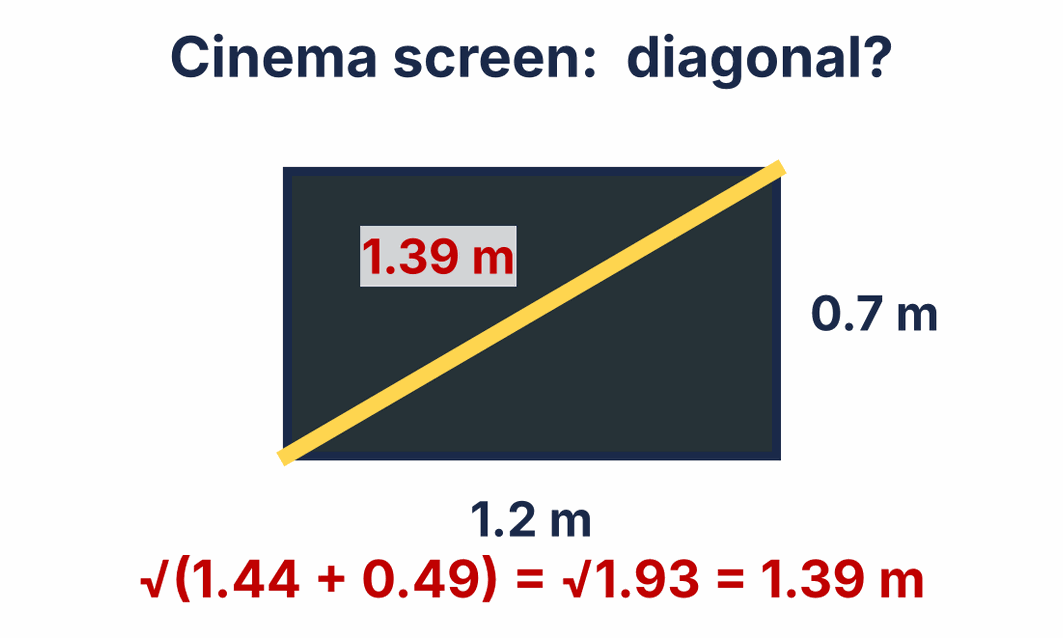 Cinema screen: diagonal?
1.39 m
0.7 m
1.2 m
√(1.44 + 0.49) = √1.93 = 1.39 m